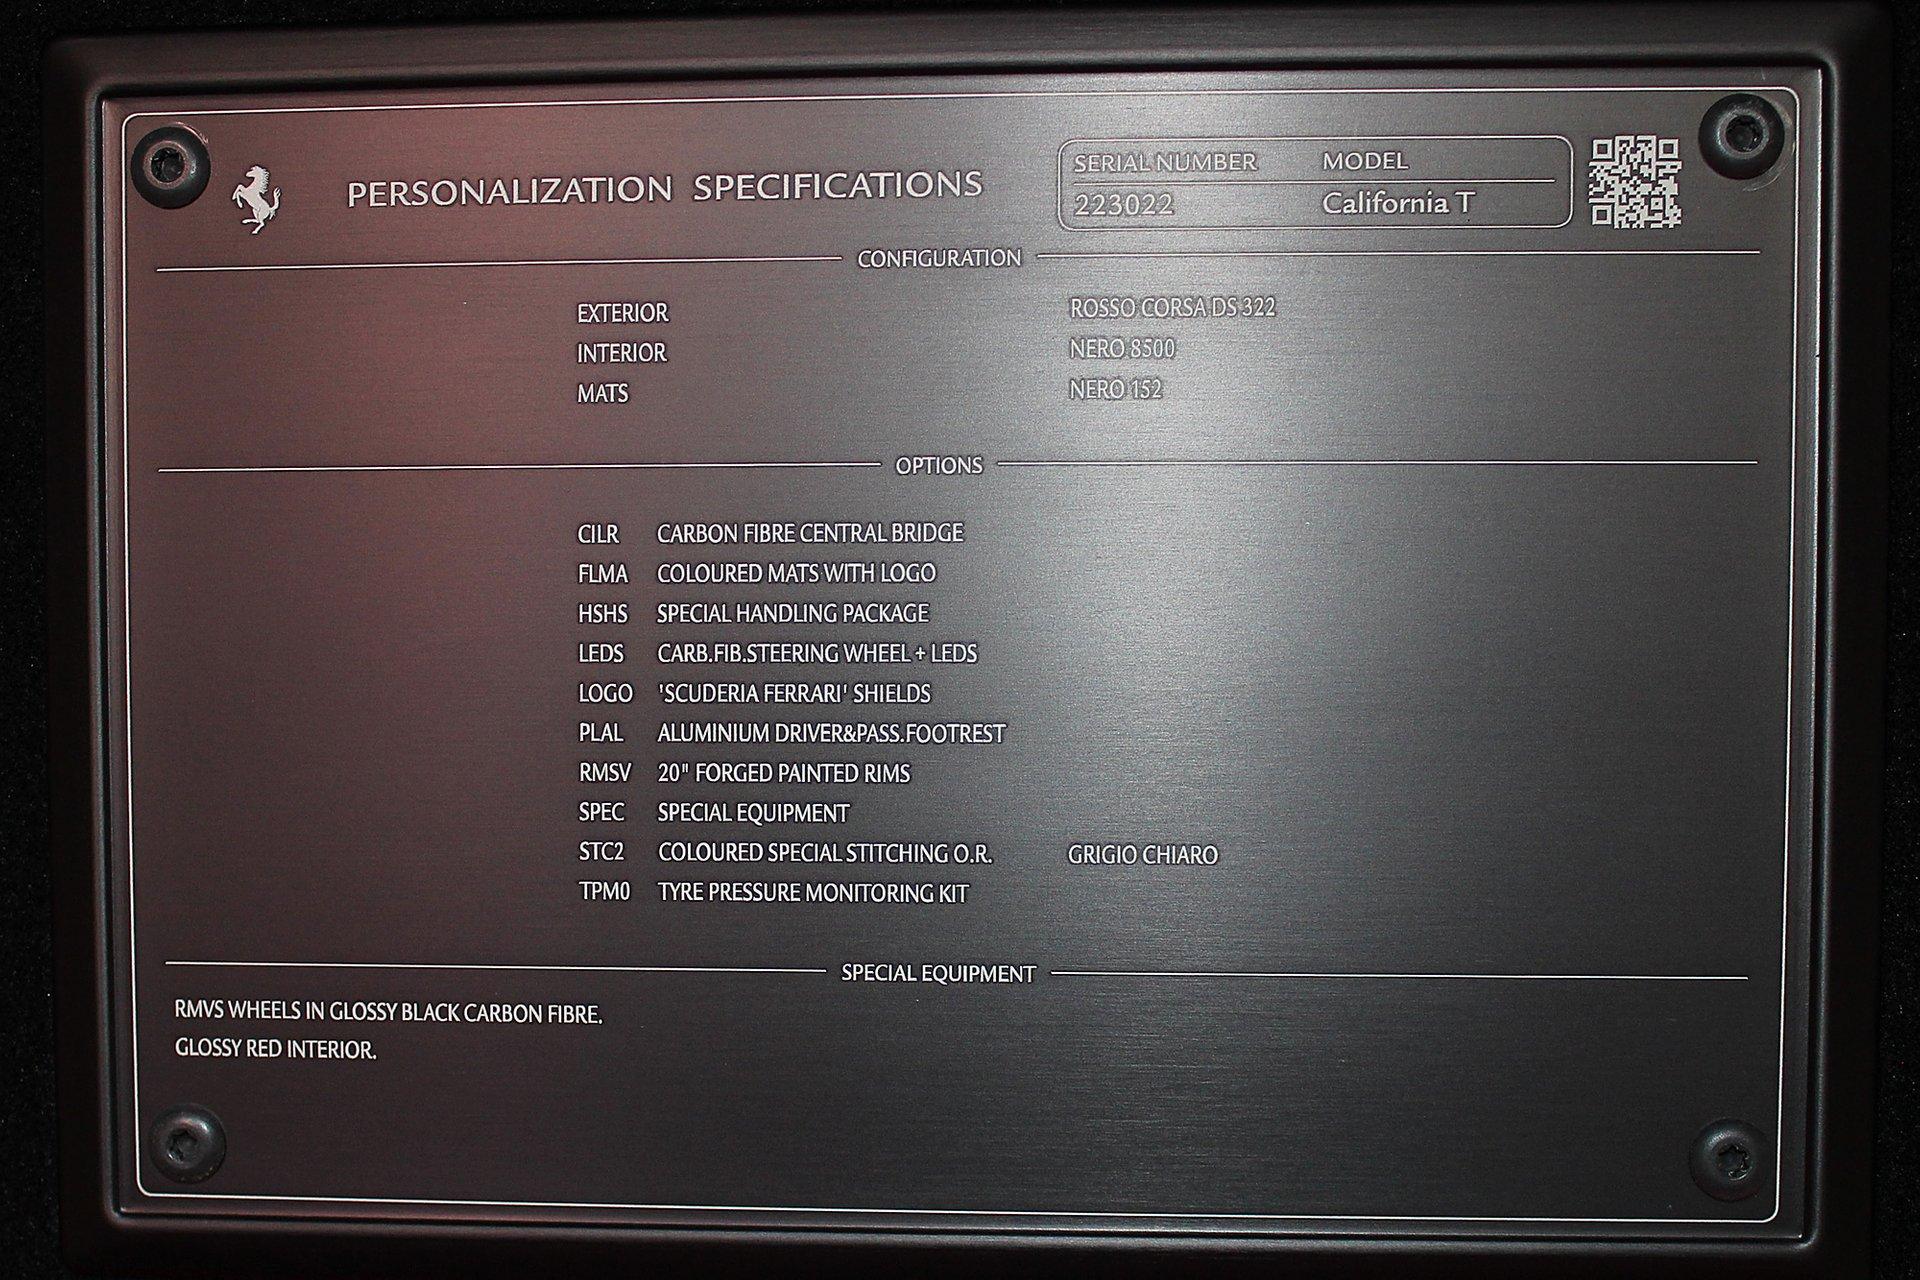 PERSONALIZATION SPECIFICATIONS
SERIAL NUMBER MODEL
223022 California T
CONFIGURATION
EXTERIOR ROSSO CORSA DS 322
INTERIOR NERO 8500
MATS NERO 152
OPTIONS
CILR CARBON FIBRE CENTRAL BRIDGE
FLMA COLOURED MATS WITH LOGO
HSHS SPECIAL HANDLING PACKAGE
LEDS CARB.FIB.STEERING WHEEL + LEDS
LOGO 'SCUDERIA FERRARI' SHIELDS
PLAL ALUMINIUM DRIVER&PASS.FOOTREST
RMSV 20" FORGED PAINTED RIMS
SPEC SPECIAL EQUIPMENT
STC2 COLOURED SPECIAL STITCHING O.R. GRIGIO CHIARO
TPM0 TYRE PRESSURE MONITORING KIT
SPECIAL EQUIPMENT
RMVS WHEELS IN GLOSSY BLACK CARBON FIBRE.
GLOSSY RED INTERIOR.